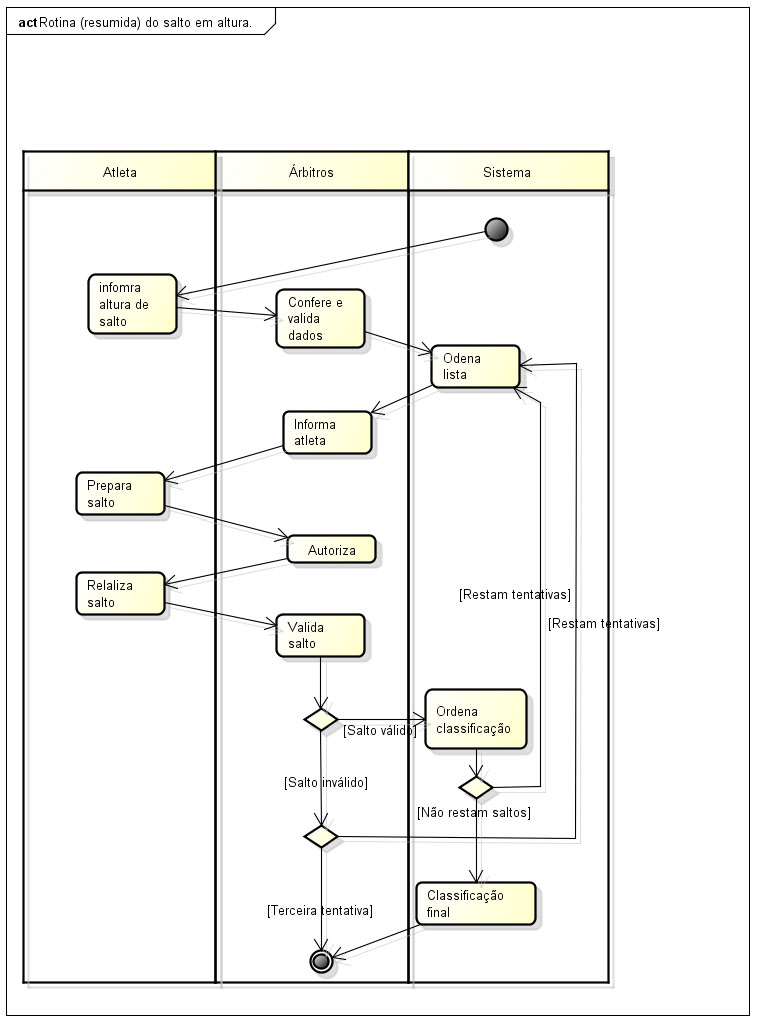 act Rotina (resumida) do salto em altura.
Atleta
Árbitros
Sistema
infomra
altura de
salto
Confere e
valida
dados
Odena
lista
Informa
atleta
Prepara
salto
Autoriza
Relaliza
salto
[Restam tentativas]
[Restam tentativas]
Valida
salto
Ordena
classificação
[Salto válido]
[Salto inválido]
[Não restam saltos]
Classificação
final
[Terceira tentativa]